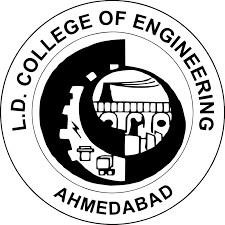 L.D. COLLEGE OF ENGINEERING
AHMEDABAD